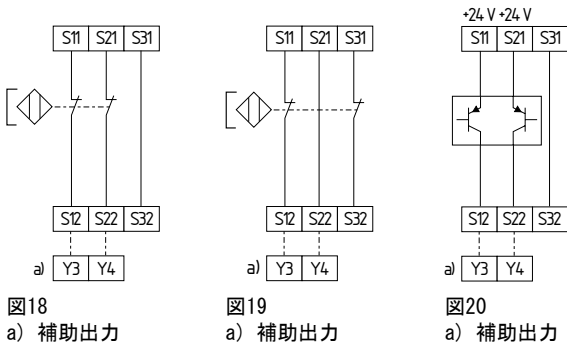 +24 V +24 V
S11 S21 S31
S11 S21 S31
S11 S21 S31
S12 S22 S32
S12 S22 S32
S12 S22 S32
a) Y3 Y4
a) Y3 Y4
a) Y3 Y4
図18
a) 補助出力
図19
a) 補助出力
図20
a) 補助出力